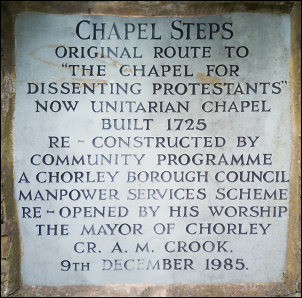 CHAPEL STEPS
ORIGINAL ROUTE TO
"THE CHAPEL FOR
DISSENTING PROTESTANTS"
NOW UNITARIAN CHAPEL
BUILT 1725
RE - CONSTRUCTED BY
COMMUNITY PROGRAMME
A CHORLEY BOROUGH COUNCIL
MANPOWER SERVICES SCHEME
RE - OPENED BY HIS WORSHIP
THE MAYOR OF CHORLEY
CR. A. M. CROOK.
9TH DECEMBER 1985.